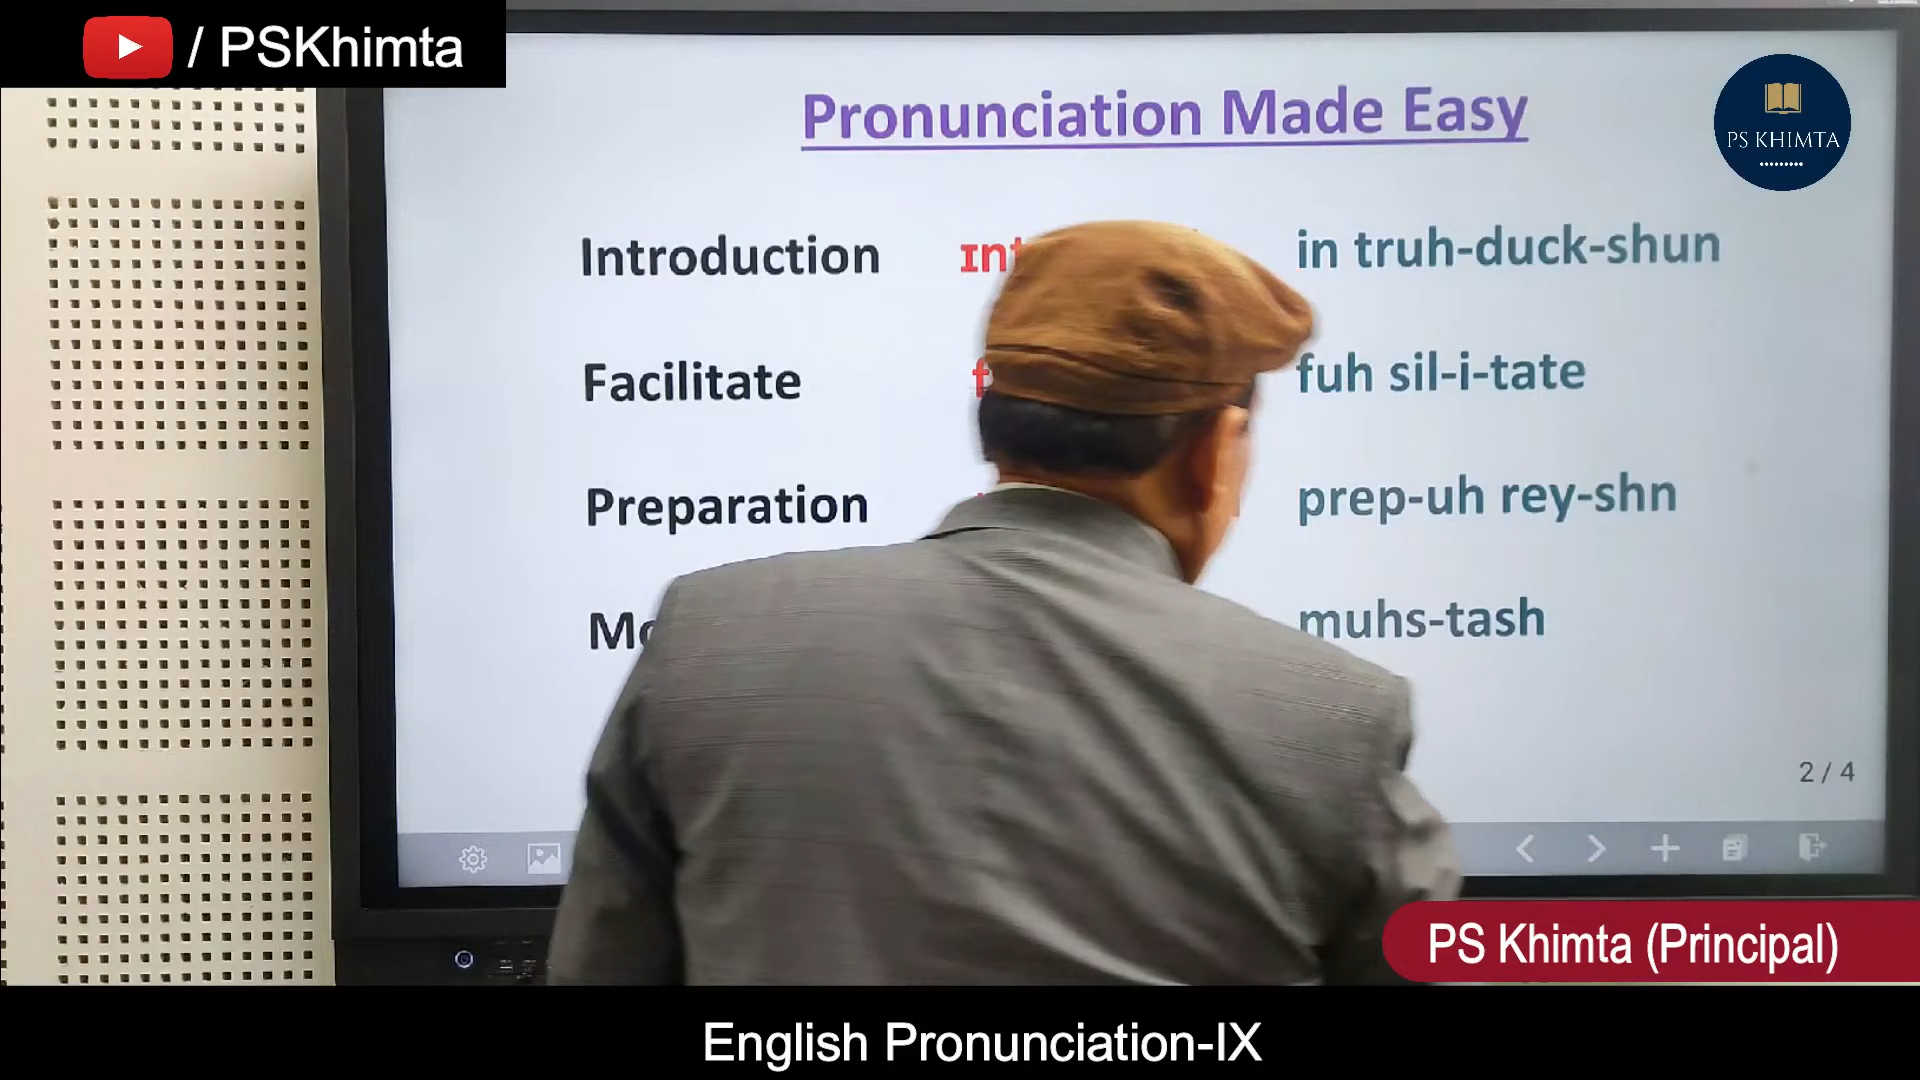 / PSKhimta
Pronunciation Made Easy
PS KHIMTA
Introduction in truh-duck-shun
Facilitate fuh sil-i-tate
Preparation prep-uh rey-shn
muhs-tash
2 / 4
PS Khimta (Principal)
English Pronunciation-IX